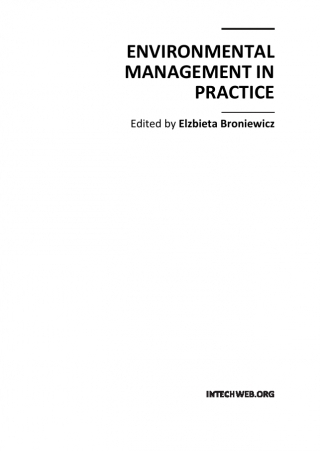 ENVIRONMENTAL
MANAGEMENT IN
PRACTICE
Edited by Elzbieta Broniewicz
INTECHWEB.ORG